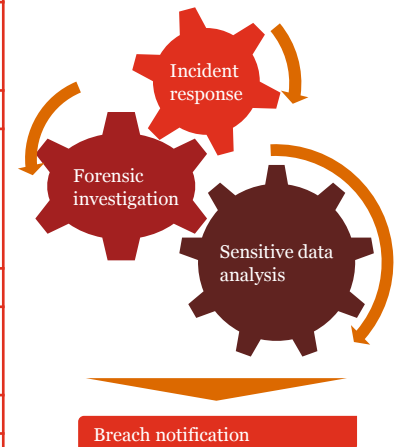 Incident
response
Forensic
investigation
Sensitive data
analysis
Breach notification